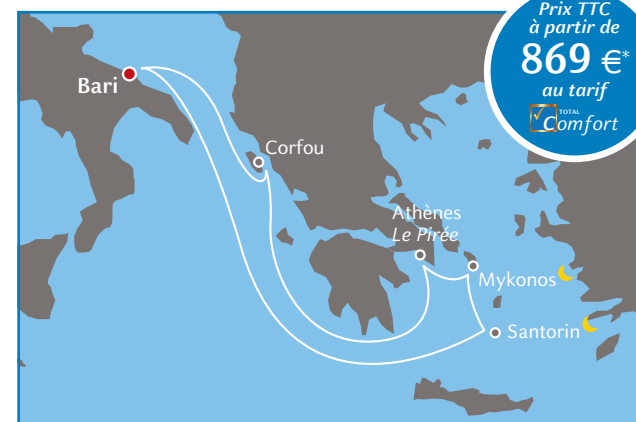 Prix TTC
à partir de
869 €*
au tarif
TOTAL
Comfort
Bari
Corfou
Athènes
Le Pirée
Mykonos
Santorin